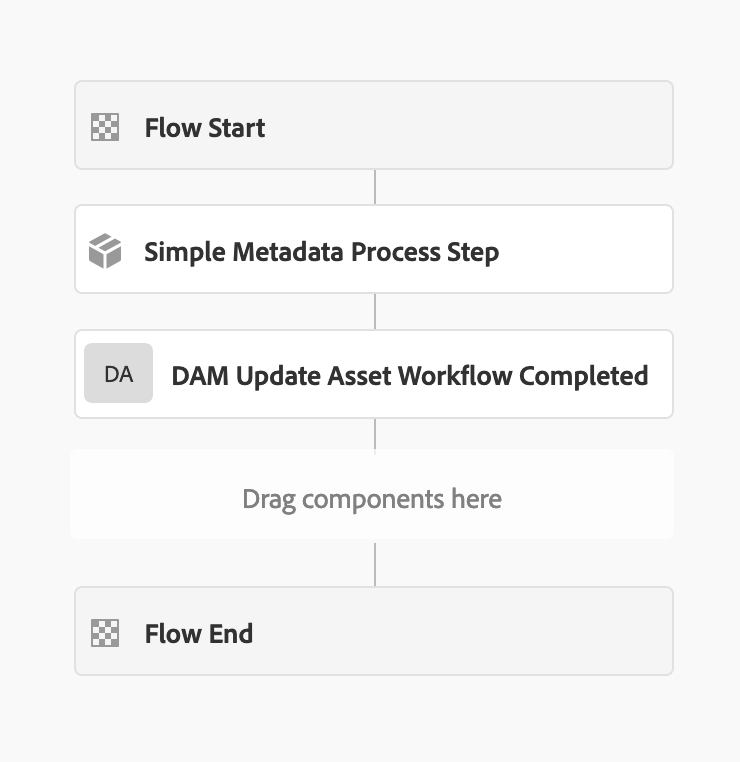 Flow Start
Simple Metadata Process Step
DA
DAM Update Asset Workflow Completed
Drag components here
Flow End